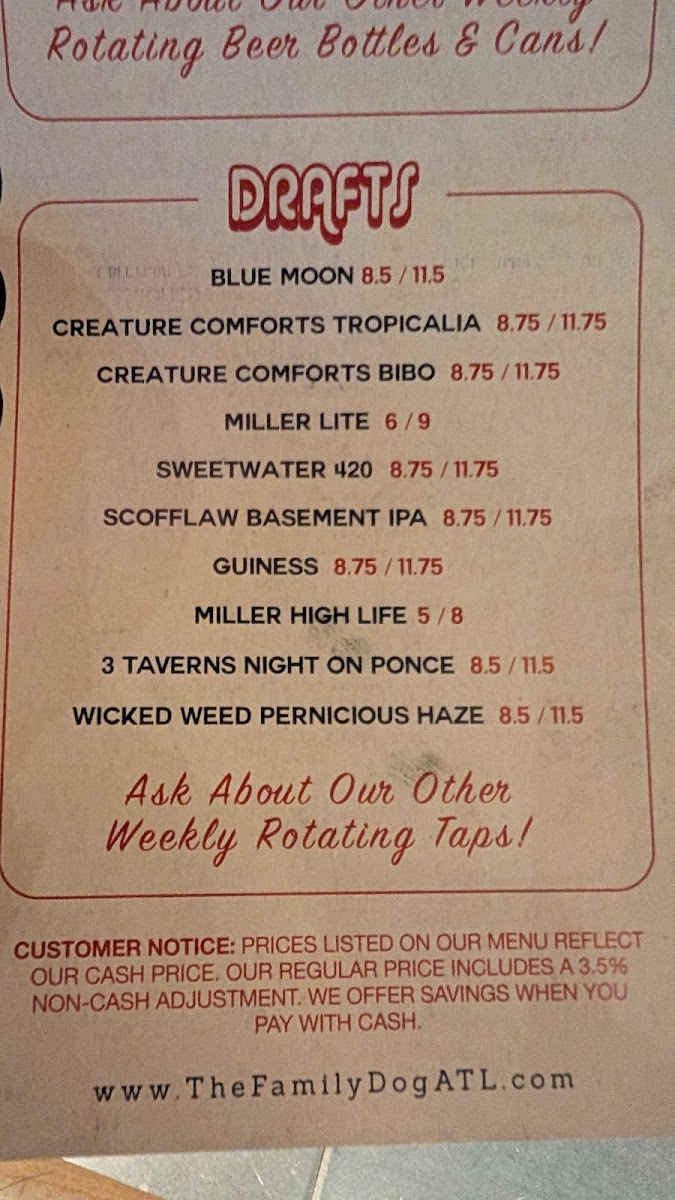 Ask About Our Other Weekly
Rotating Beer Bottles & Cans!
DRAFTS
BLUE MOON 8.5 / 11.5
CREATURE COMFORTS TROPICALIA 8.75 / 11.75
CREATURE COMFORTS BIBO 8.75 / 11.75
MILLER LITE 6 / 9
SWEETWATER 420 8.75 / 11.75
SCOFFLAW BASEMENT IPA 8.75 / 11.75
GUINESS 8.75 / 11.75
MILLER HIGH LIFE 5 / 8
3 TAVERNS NIGHT ON PONCE 8.5 / 11.5
WICKED WEED PERNICIOUS HAZE 8.5 / 11.5
Ask About Our Other
Weekly Rotating Taps!
CUSTOMER NOTICE: PRICES LISTED ON OUR MENU REFLECT
OUR CASH PRICE. OUR REGULAR PRICE INCLUDES A 3.5%
NON-CASH ADJUSTMENT. WE OFFER SAVINGS WHEN YOU
PAY WITH CASH.
www.TheFamilyDogATL.com